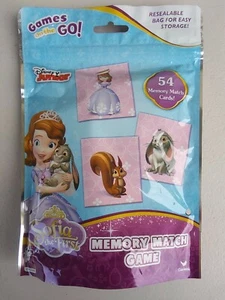 Games
on the
GO!
RESEALABLE
BAG FOR EASY
STORAGE!
Disney
Junior
54
Memory Match
Cards!
Sofia
the First
MEMORY MATCH
GAME
Cardinal